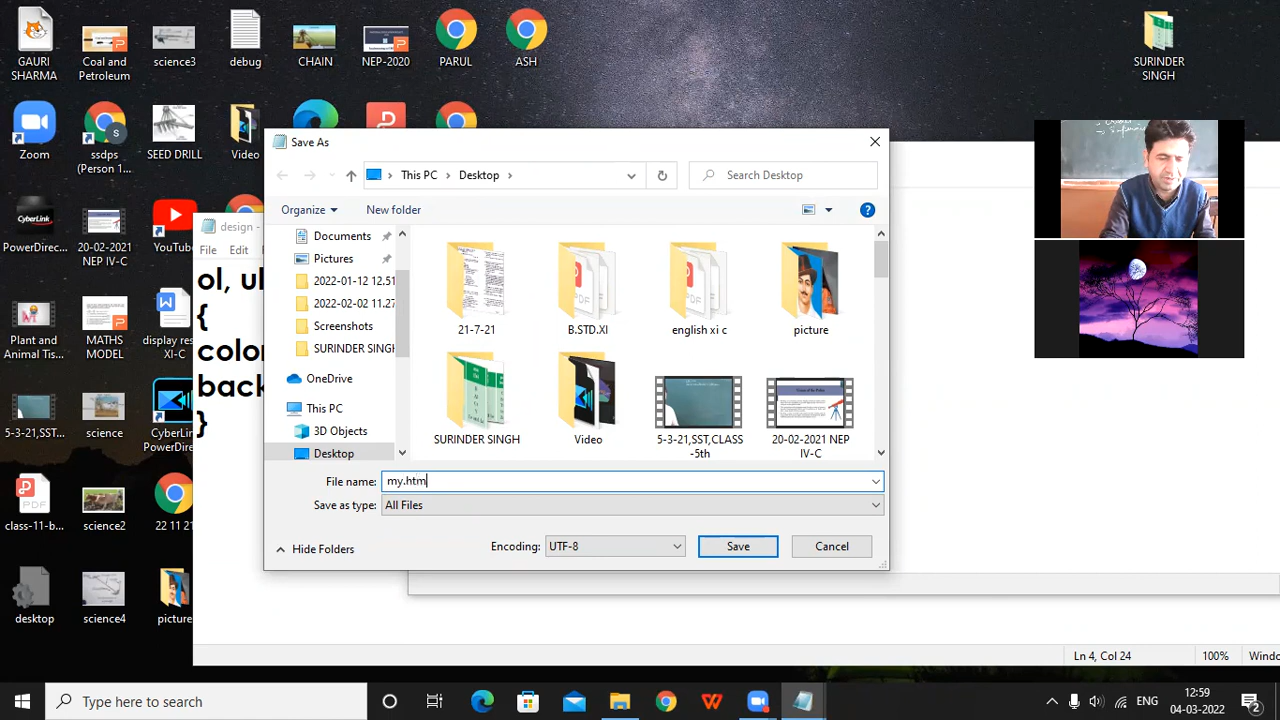 GAURI SHARMA
Coal and Petroleum
science3
debug
CHAIN
NEP-2020
PARUL
ASH
SURINDER SINGH
Zoom
ssdps (Person 1...
SEED DRILL
Video
PowerDirec...
20-02-2021 NEP IV-C
YouTube
Plant and Animal Tis...
MATHS MODEL
display res XI-C
5-3-21,SST,...
science
CyberLink PowerDirec
class-11-b...
science2
22 11 21
desktop
science4
picture
design -
File Edit
ol, ul
{
color
back
}
Save As
This PC > Desktop >
Search Desktop
Organize
New folder
Documents
Pictures
2022-01-12 12.51
2022-02-02 11.27
Screenshots
SURINDER SINGH
OneDrive
This PC
3D Objects
Desktop
21-7-21
B.STD.XI
english xi c
picture
SURINDER SINGH
Video
5-3-21,SST,CLASS -5th
20-02-2021 NEP IV-C
File name: my.htm
Save as type: All Files
Hide Folders
Encoding: UTF-8
Save
Cancel
Ln 4, Col 24
100%
Windo
Type here to search
ENG
12:59
04-03-2022
2